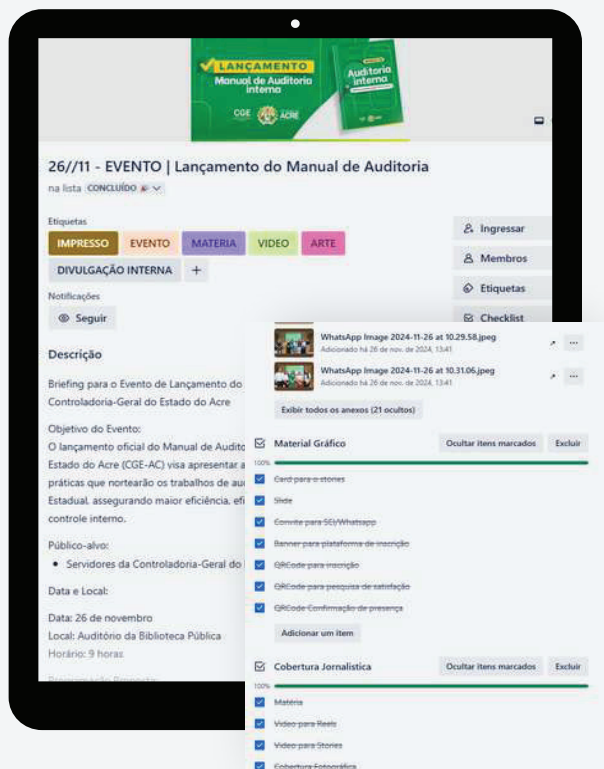 LANÇAMENTO
Manual de Auditoria
interna
Auditoria
interna
CGE
ACRE
26//11 - EVENTO | Lançamento do Manual de Auditoria
na lista CONCLUÍDO
Etiquetas
IMPRESSO EVENTO MATERIA VIDEO ARTE
DIVULGAÇÃO INTERNA +
Notificações
Seguir
Ingressar
Membros
Etiquetas
Checklist
Descrição
Briefing para o Evento de Lançamento do
Controladoria-Geral do Estado do Acre
Objetivo do Evento:
O lançamento oficial do Manual de Audito
Estado do Acre (CGE-AC) visa apresentar a
práticas que nortearão os trabalhos de au
Estadual, assegurando maior eficiência, efi
controle interno.
Público-alvo:
• Servidores da Controladoria-Geral do
Data e Local:
Data: 26 de novembro
Local: Auditório da Biblioteca Pública
Horário: 9 horas
Programação Proposta:
WhatsApp Image 2024-11-26 at 10.29.58.jpeg
Adicionado há 26 de nov. de 2024, 13:41
WhatsApp Image 2024-11-26 at 10.31.06.jpeg
Adicionado há 26 de nov. de 2024, 13:41
Exibir todos os anexos (21 ocultos)
Material Gráfico Ocultar itens marcados Excluir
100%
Card para o stories
Slide
Convite para SEI/Whatsapp
Banner para plataforma de inscrição
QRCode para inscrição
QRCode para pesquisa de satisfação
QRCode Confirmação de presença
Adicionar um item
Cobertura Jornalistica Ocultar itens marcados Excluir
100%
Matéria
Video para Reels
Video para Stories
Cobertura Fotográfica